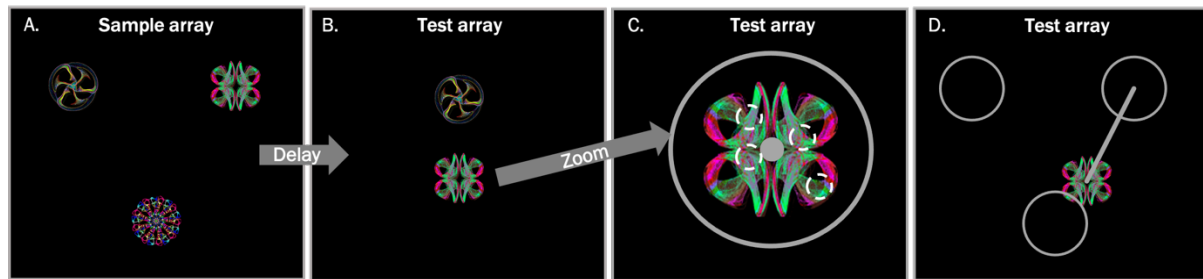 A. Sample array
Delay
B. Test array
Zoom
C. Test array
D. Test array